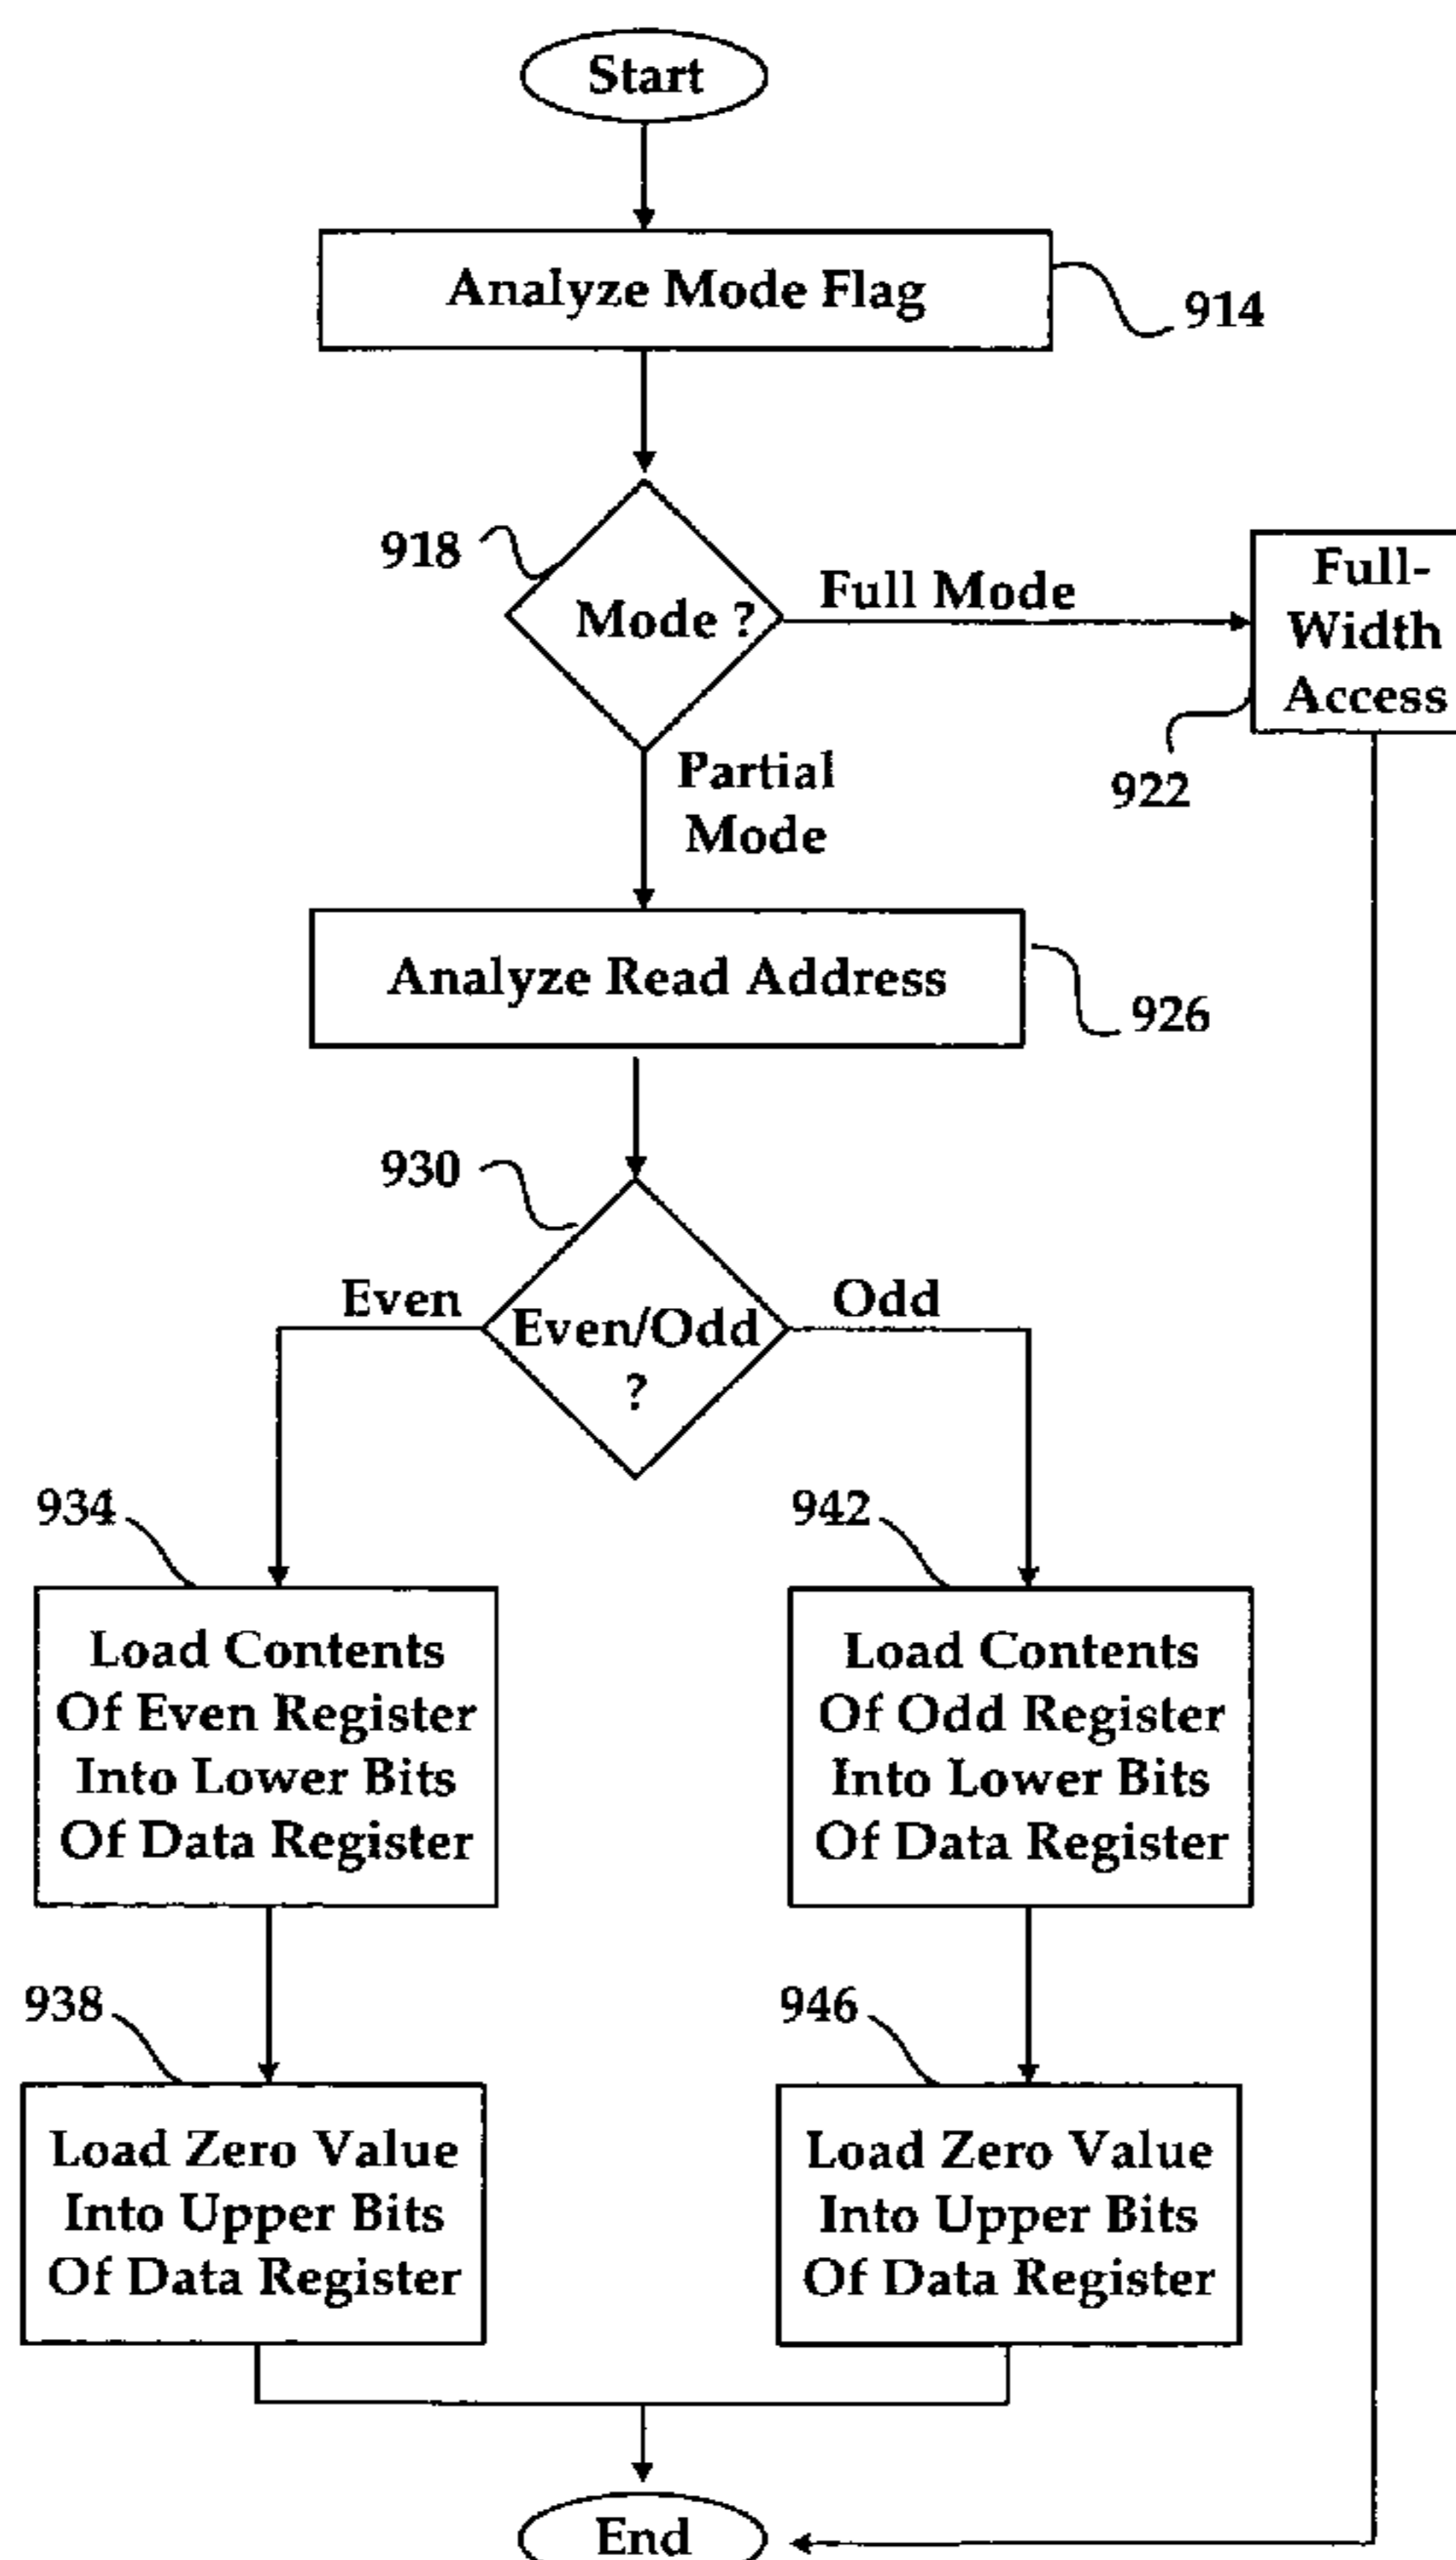 Start
Analyze Mode Flag
914
918
Mode ?
Full Mode
Full-
Width
Access
922
Partial
Mode
Analyze Read Address
926
930
Even
Even/Odd
?
Odd
934
Load Contents
Of Even Register
Into Lower Bits
Of Data Register
942
Load Contents
Of Odd Register
Into Lower Bits
Of Data Register
938
Load Zero Value
Into Upper Bits
Of Data Register
946
Load Zero Value
Into Upper Bits
Of Data Register
End